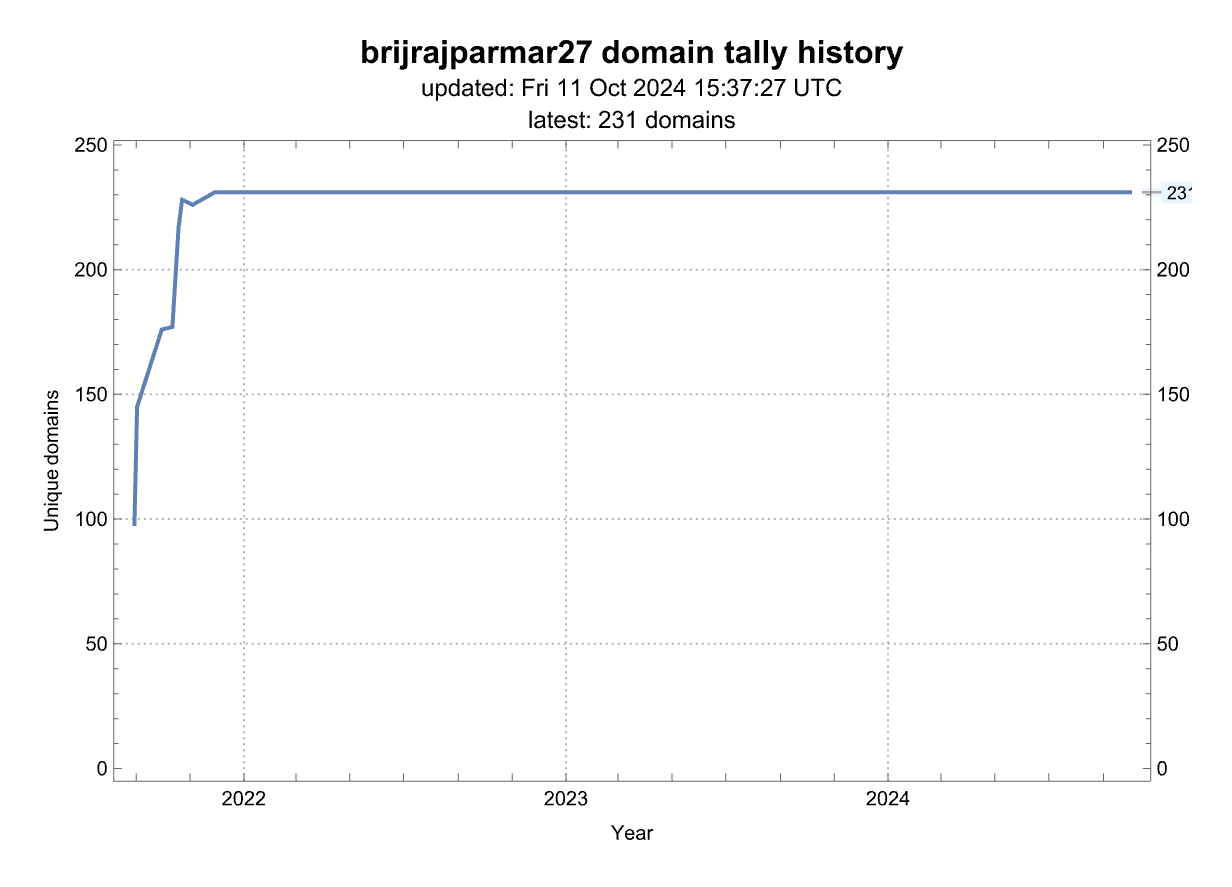 brijrajparmar27 domain tally history
updated: Fri 11 Oct 2024 15:37:27 UTC
latest: 231 domains
250 250
231
200 200
150 150
100 100
50 50
0 0
Unique domains
2022 2023 2024
Year